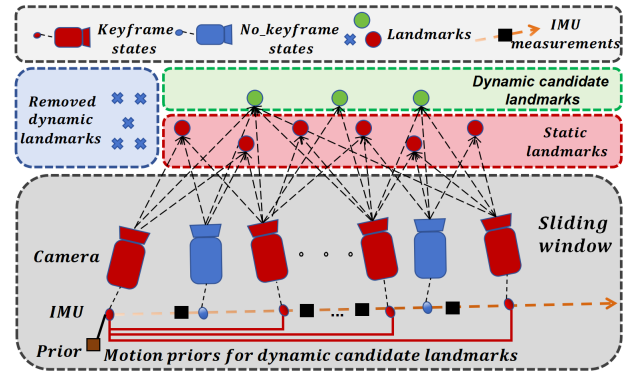 Keyframe states
No_keyframe states
Landmarks
IMU measurements
Removed dynamic landmarks
Dynamic candidate landmarks
Static landmarks
Sliding window
Camera
IMU
...
Prior
Motion priors for dynamic candidate landmarks